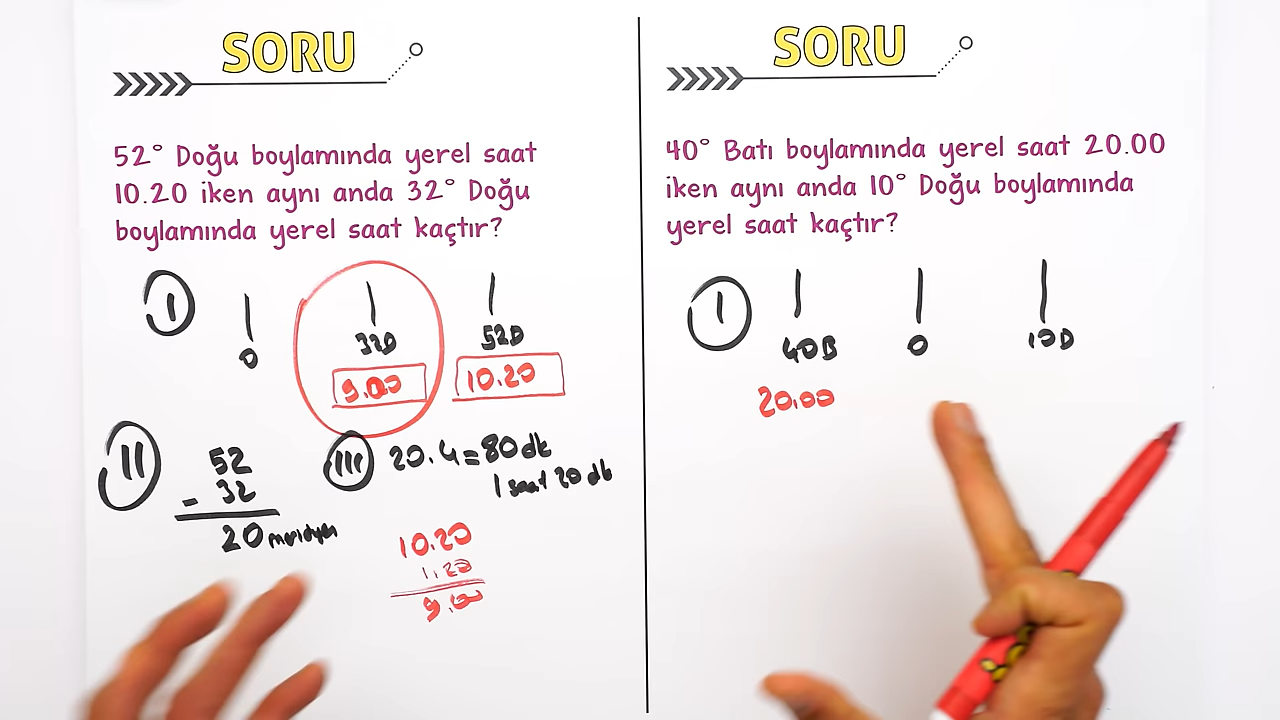 SORU
52° Doğu boylamında yerel saat
10.20 iken aynı anda 32° Doğu
boylamında yerel saat kaçtır?
I
0
32D
52D
9.00
10.20
II
52
- 32
20 meridyen
III
20.4=80 dk
1 saat 20 dk
10.20
1.20
9.00
SORU
40° Batı boylamında yerel saat 20.00
iken aynı anda 10° Doğu boylamında
yerel saat kaçtır?
I
40B
0
10D
20.00